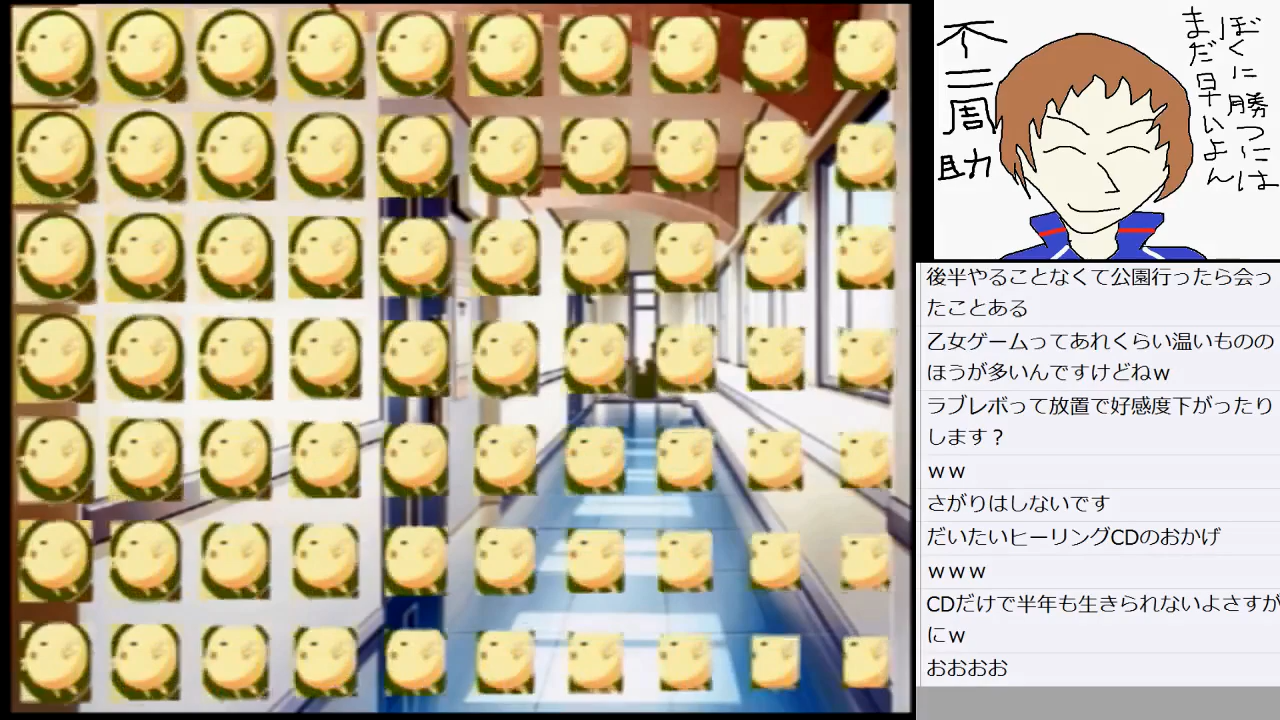 不二周助
ぼくに勝つには
まだ早いよん
後半やることなくて公園行ったら会っ
たことある
乙女ゲームってあれくらい温いものの
ほうが多いんですけどねｗ
ラブレボって放置で好感度下がったり
します？
ｗｗ
さがりはしないです
だいたいヒーリングCDのおかげ
ｗｗｗ
CDだけで半年も生きられないよさすが
にｗ
おおおお